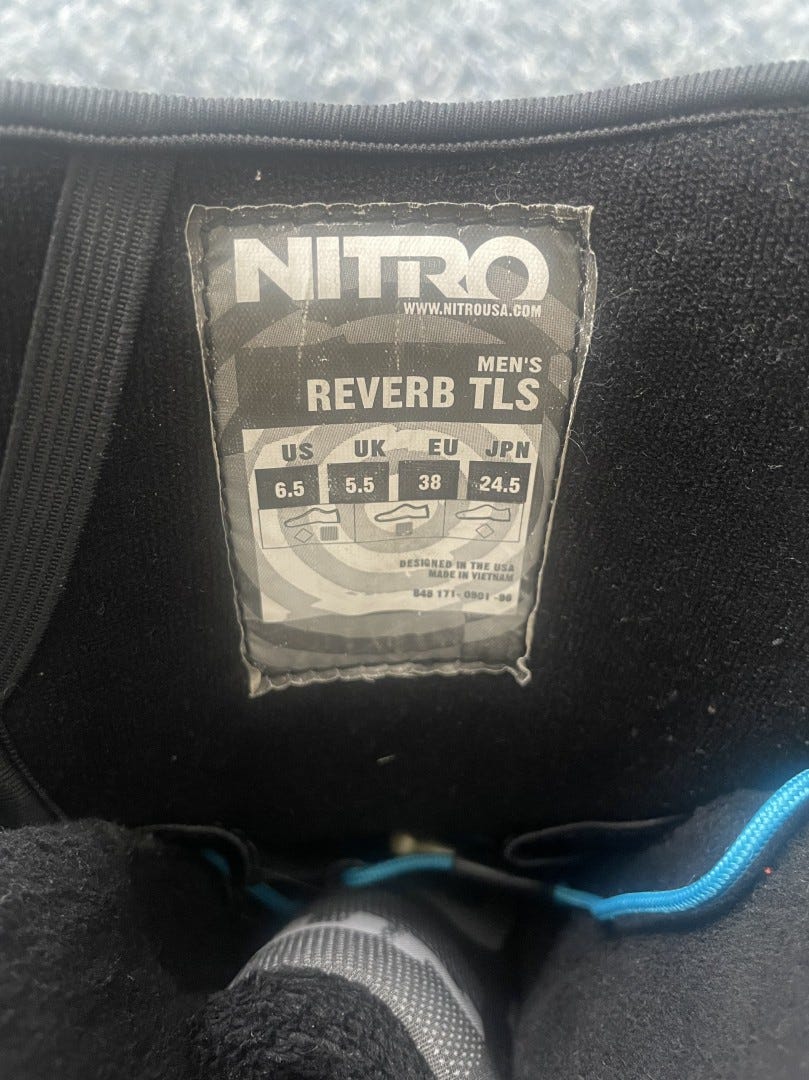 NITRO
WWW.NITROUSA.COM
MEN'S
REVERB TLS
US UK EU JPN
6.5 5.5 38 24.5
DESIGNED IN THE USA
MADE IN VIETNAM